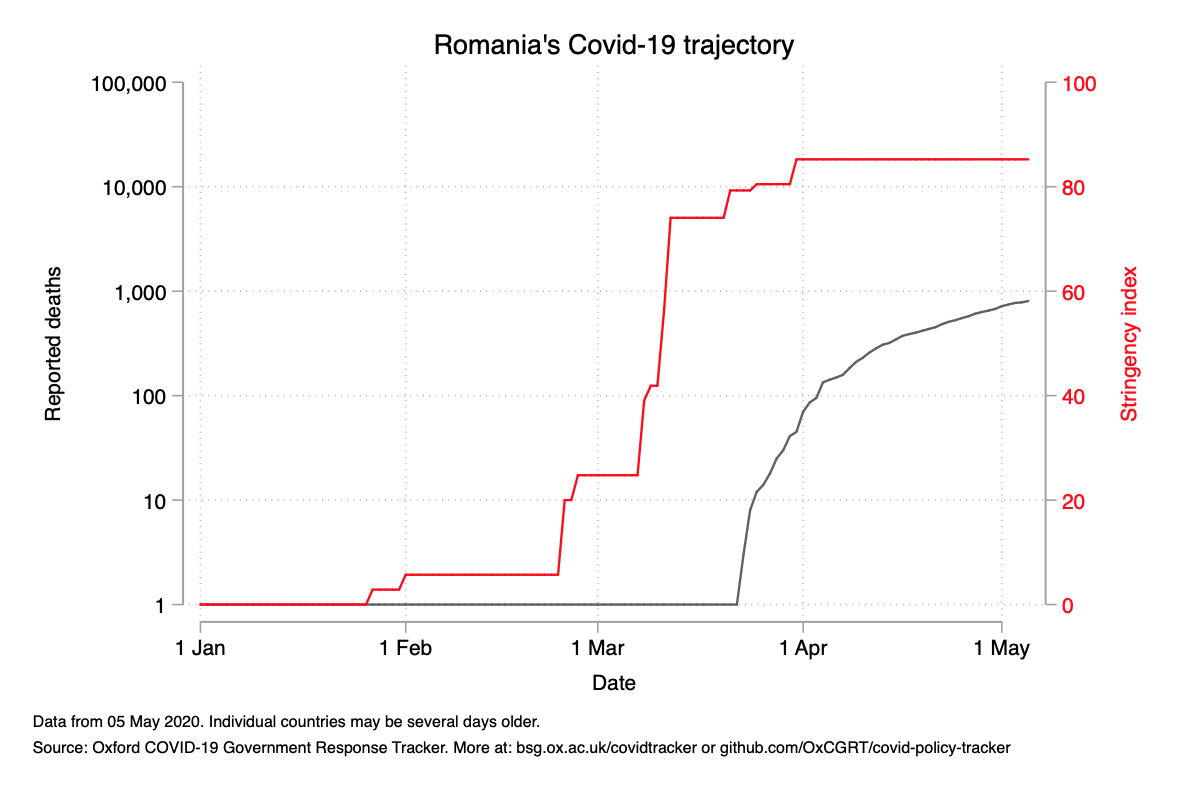 Romania's Covid-19 trajectory
100,000
10,000
1,000
100
10
1
Reported deaths
100
80
60
40
20
0
Stringency index
1 Jan
1 Feb
1 Mar
1 Apr
1 May
Date
Data from 05 May 2020. Individual countries may be several days older.
Source: Oxford COVID-19 Government Response Tracker. More at: bsg.ox.ac.uk/covidtracker or github.com/OxCGRT/covid-policy-tracker